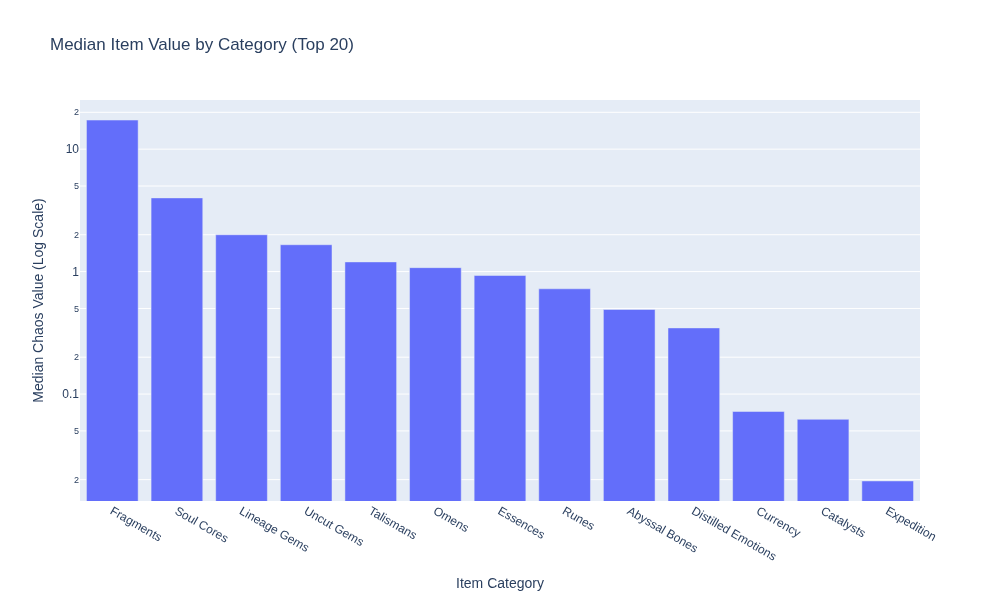 Median Item Value by Category (Top 20)
Median Chaos Value (Log Scale)
2
10
5
2
1
5
2
0.1
5
2
Fragments
Soul Cores
Lineage Gems
Uncut Gems
Talismans
Omens
Essences
Runes
Abyssal Bones
Distilled Emotions
Currency
Catalysts
Expedition
Item Category